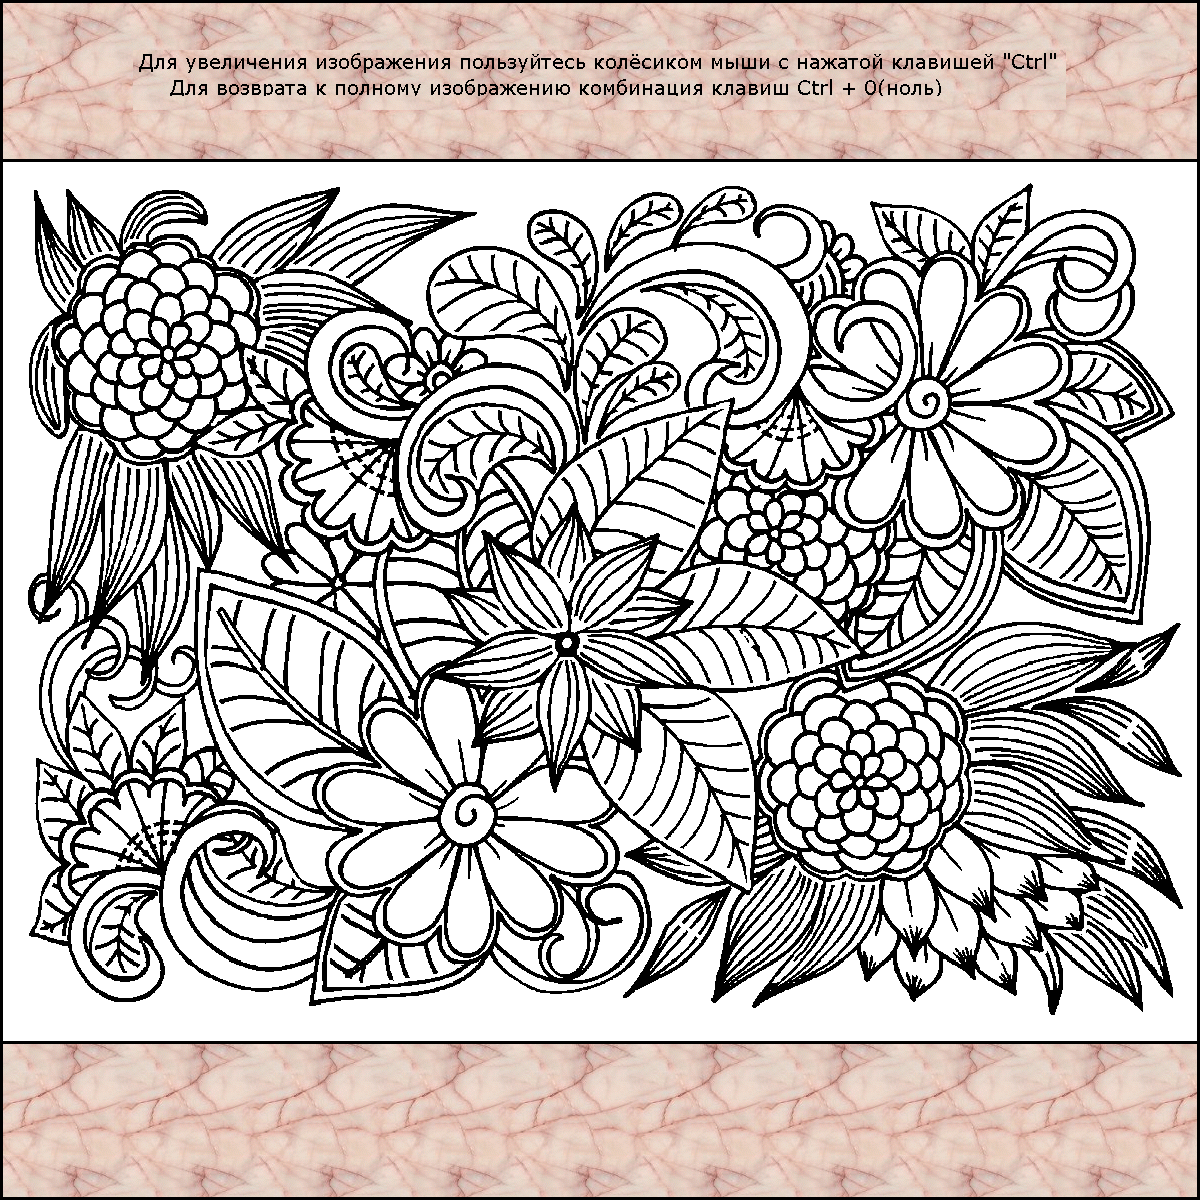 Для увеличения изображения пользуйтесь колёсиком мыши с нажатой клавишей "Ctrl"
Для возврата к полному изображению комбинация клавиш Ctrl + 0(ноль)